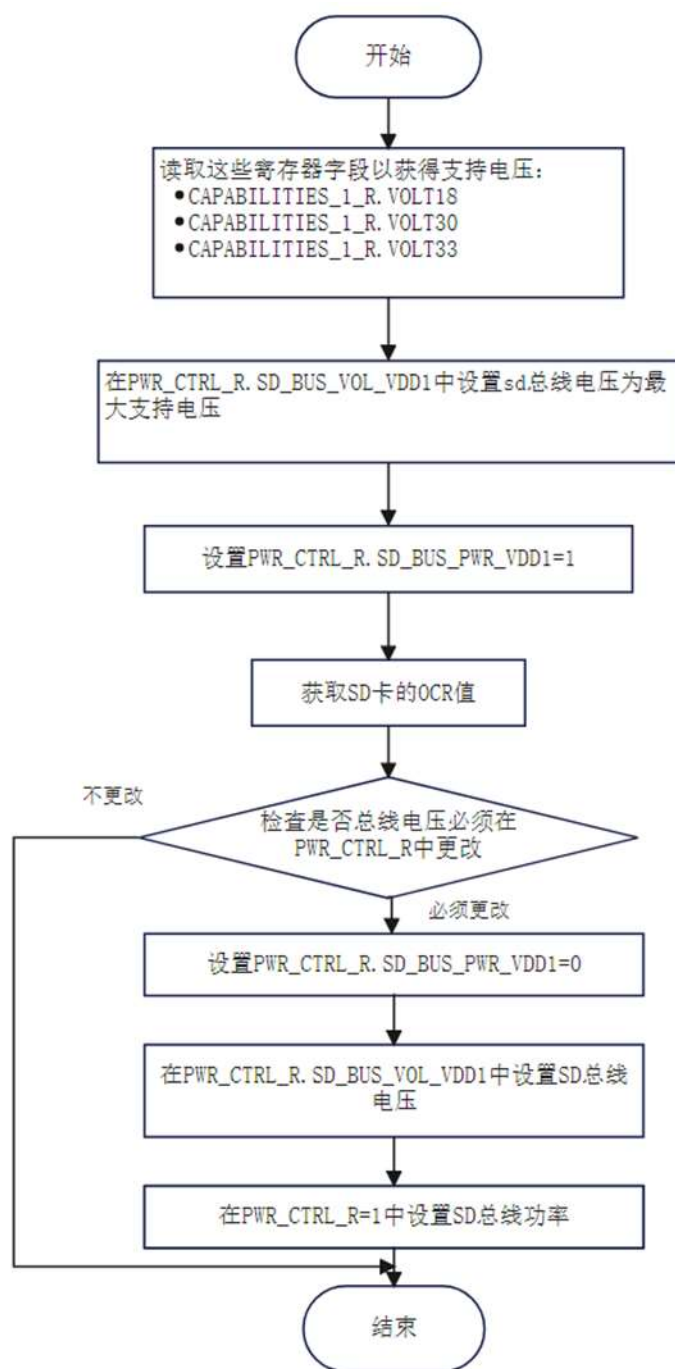 开始
读取这些寄存器字段以获得支持电压：
●CAPABILITIES_1_R.VOLT18
●CAPABILITIES_1_R.VOLT30
●CAPABILITIES_1_R.VOLT33
在PWR_CTRL_R.SD_BUS_VOL_VDD1中设置sd总线电压为最
大支持电压
设置PWR_CTRL_R.SD_BUS_PWR_VDD1=1
获取SD卡的OCR值
不更改
检查是否总线电压必须在
PWR_CTRL_R中更改
必须更改
设置PWR_CTRL_R.SD_BUS_PWR_VDD1=0
在PWR_CTRL_R.SD_BUS_VOL_VDD1中设置SD总线
电压
在PWR_CTRL_R=1中设置SD总线功率
结束